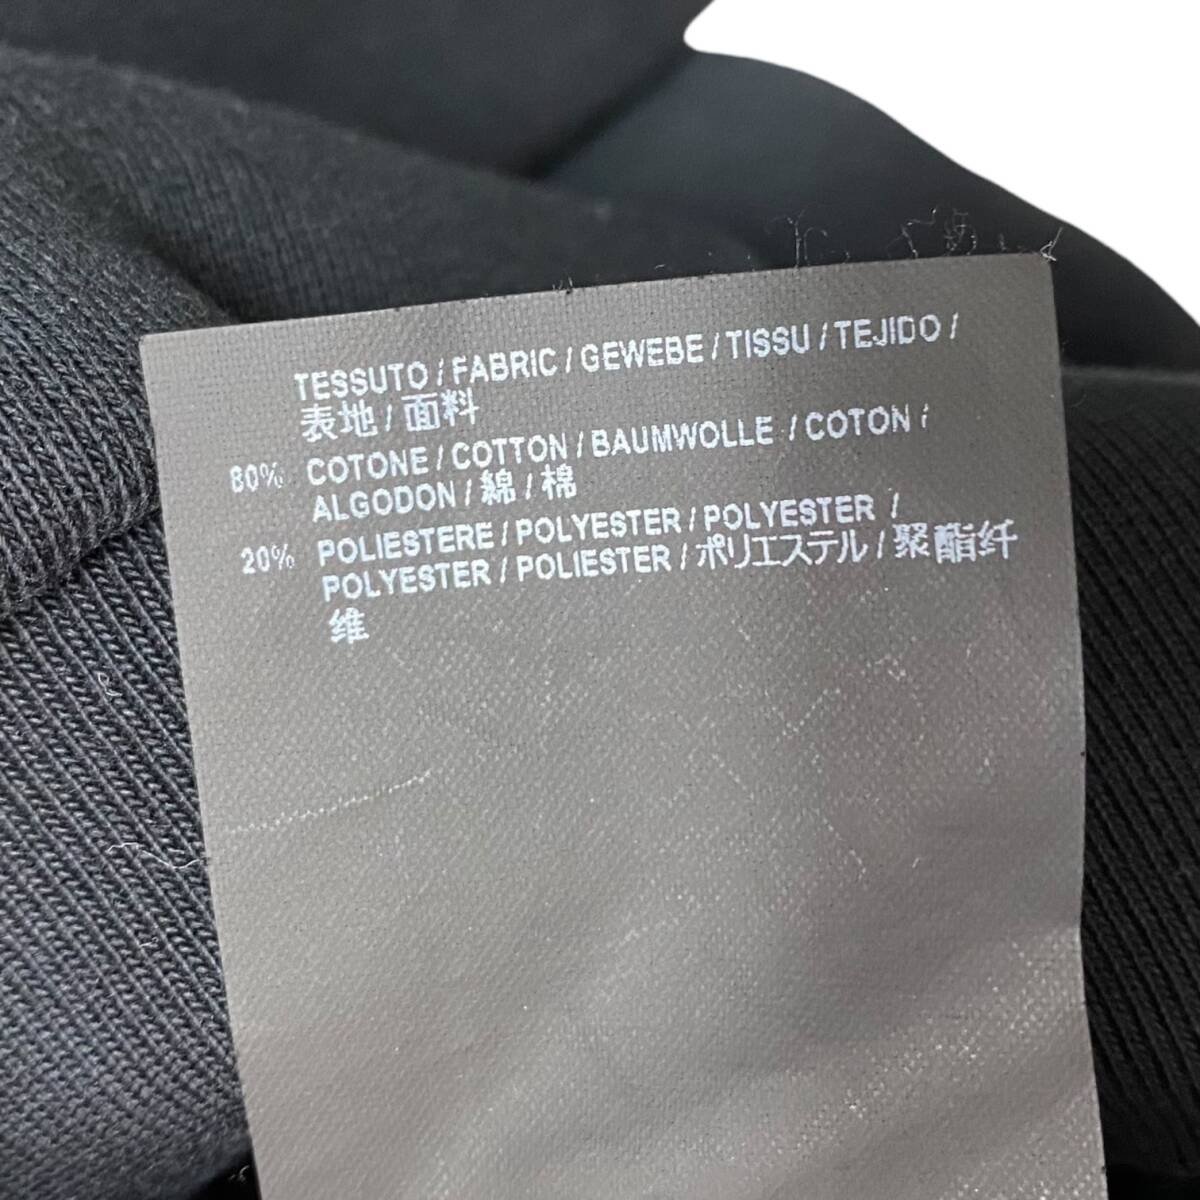 TESSUTO / FABRIC / GEWEBE / TISSU / TEJIDO /
表地 / 面料
80% COTONE / COTTON / BAUMWOLLE / COTON /
ALGODON / 綿 / 棉
20% POLIESTERE / POLYESTER / POLYESTER /
POLYESTER / POLIESTER / ポリエステル / 聚酯纤
维